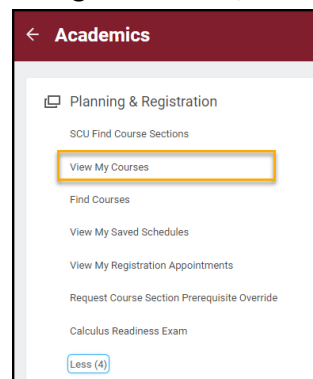 Academics
Planning & Registration
SCU Find Course Sections
View My Courses
Find Courses
View My Saved Schedules
View My Registration Appointments
Request Course Section Prerequisite Override
Calculus Readiness Exam
Less (4)